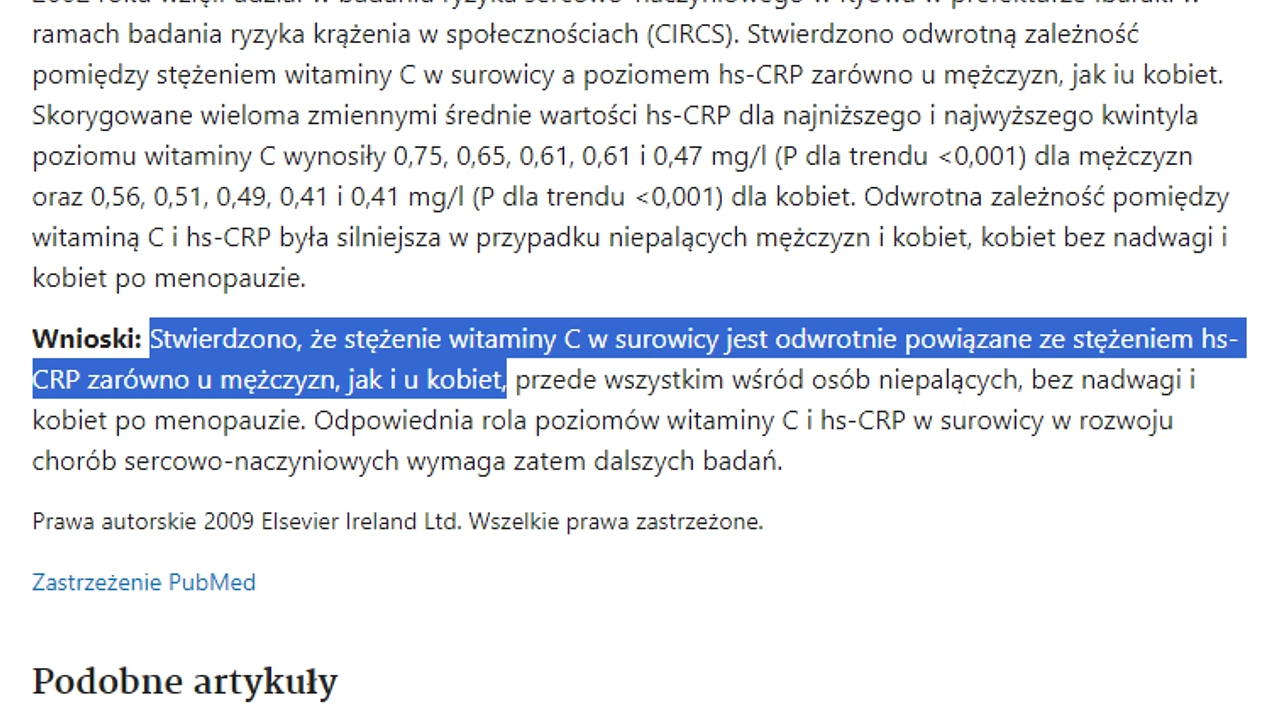 ramach badania ryzyka krążenia w społecznościach (CIRCS). Stwierdzono odwrotną zależność
pomiędzy stężeniem witaminy C w surowicy a poziomem hs-CRP zarówno u mężczyzn, jak iu kobiet.
Skorygowane wieloma zmiennymi średnie wartości hs-CRP dla najniższego i najwyższego kwintyla
poziomu witaminy C wynosiły 0,75, 0,65, 0,61, 0,61 i 0,47 mg/l (P dla trendu <0,001) dla mężczyzn
oraz 0,56, 0,51, 0,49, 0,41 i 0,41 mg/l (P dla trendu <0,001) dla kobiet. Odwrotna zależność pomiędzy
witaminą C i hs-CRP była silniejsza w przypadku niepalących mężczyzn i kobiet, kobiet bez nadwagi i
kobiet po menopauzie.
Wnioski: Stwierdzono, że stężenie witaminy C w surowicy jest odwrotnie powiązane ze stężeniem hs-
CRP zarówno u mężczyzn, jak i u kobiet, przede wszystkim wśród osób niepalących, bez nadwagi i
kobiet po menopauzie. Odpowiednia rola poziomów witaminy C i hs-CRP w surowicy w rozwoju
chorób sercowo-naczyniowych wymaga zatem dalszych badań.
Prawa autorskie 2009 Elsevier Ireland Ltd. Wszelkie prawa zastrzeżone.
Zastrzeżenie PubMed
Podobne artykuły